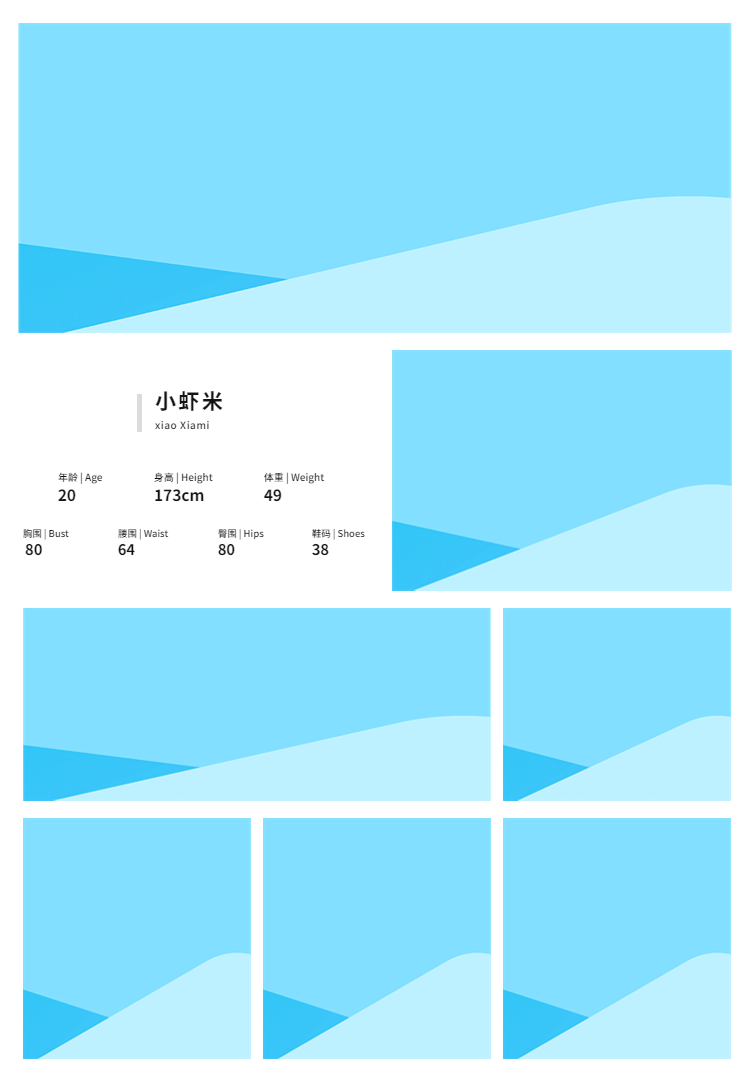 小虾米
xiao Xiami
年龄 | Age
20
身高 | Height
173cm
体重 | Weight
49
胸围 | Bust
80
腰围 | Waist
64
臀围 | Hips
80
鞋码 | Shoes
38